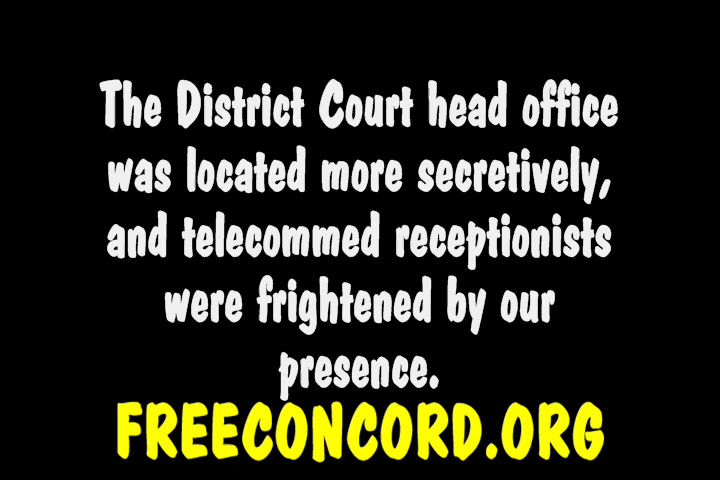 The District Court head office
was located more secretively,
and telecommed receptionists
were frightened by our
presence.
FREECONCORD.ORG